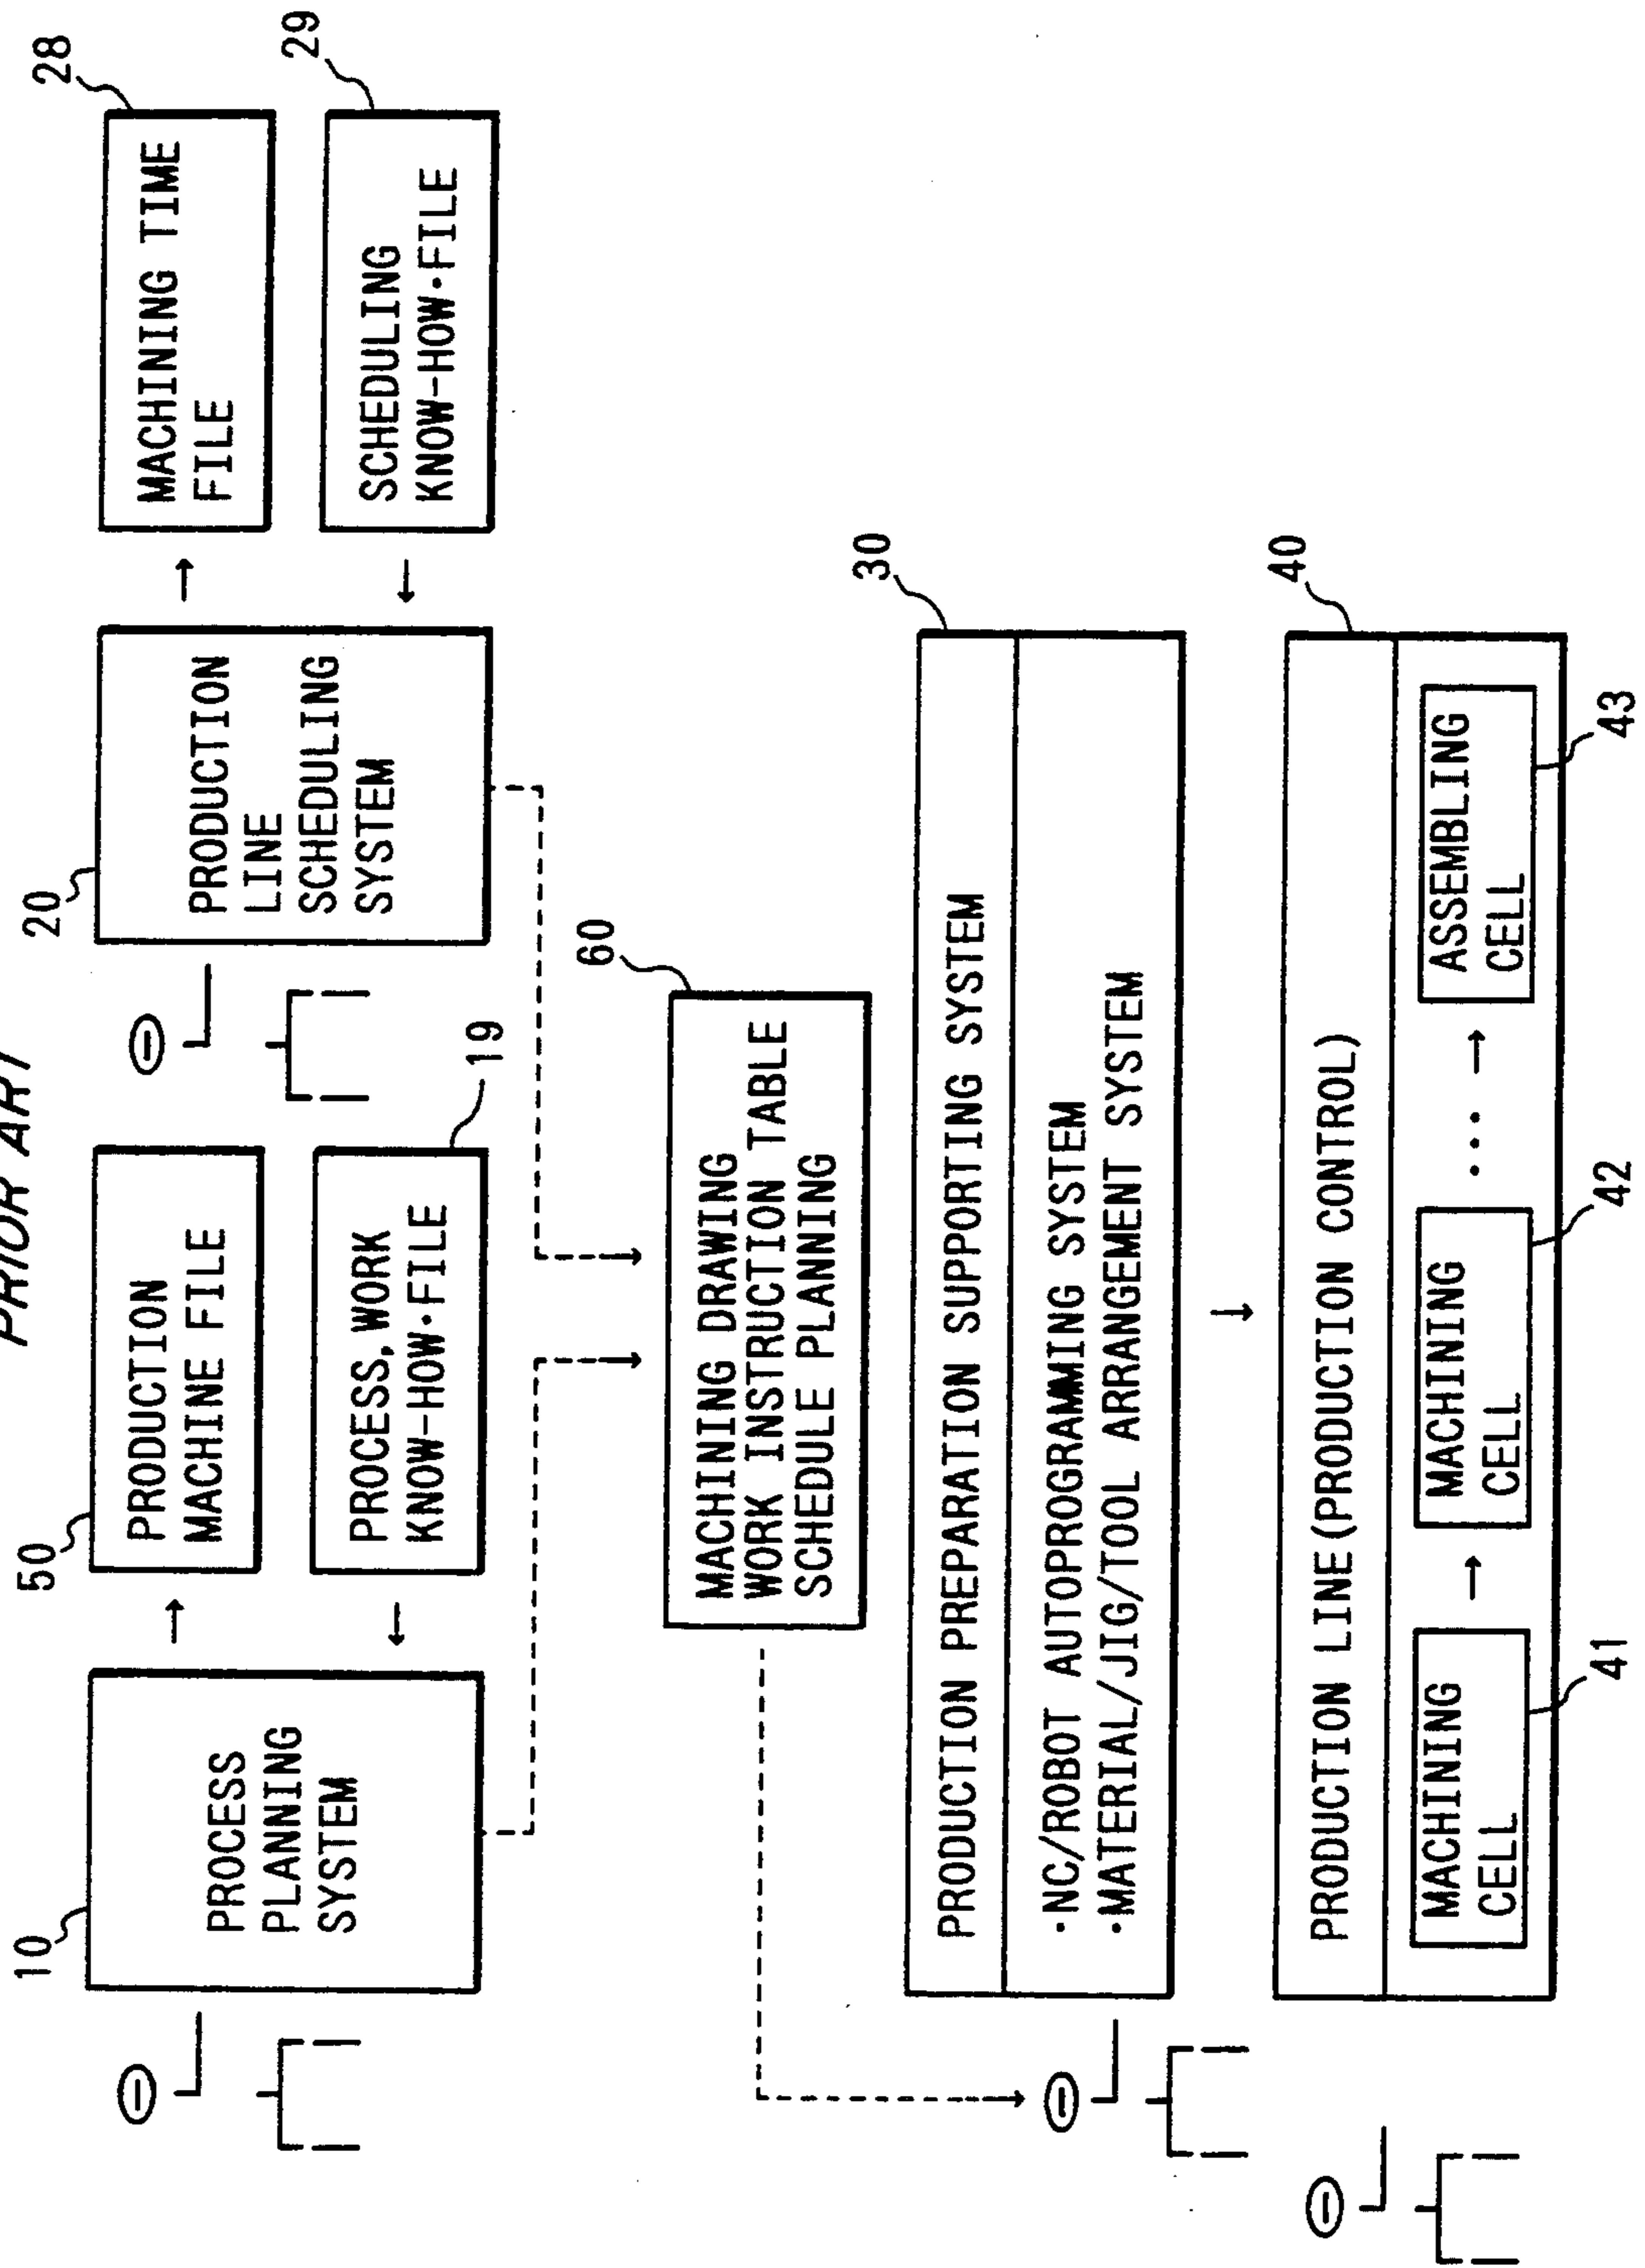 PRIOR ART
10
PROCESS
PLANNING
SYSTEM
50
PRODUCTION
MACHINE FILE
PROCESS,WORK
KNOW-HOW·FILE
19
20
PRODUCTION
LINE
SCHEDULING
SYSTEM
28
MACHINING TIME
FILE
29
SCHEDULING
KNOW-HOW·FILE
60
MACHINING DRAWING
WORK INSTRUCTION TABLE
SCHEDULE PLANNING
30
PRODUCTION PREPARATION SUPPORTING SYSTEM
·NC/ROBOT AUTOPROGRAMING SYSTEM
·MATERIAL/JIG/TOOL ARRANGEMENT SYSTEM
40
PRODUCTION LINE(PRODUCTION CONTROL)
MACHINING
CELL
41
MACHINING
CELL
42
...
ASSEMBLING
CELL
43